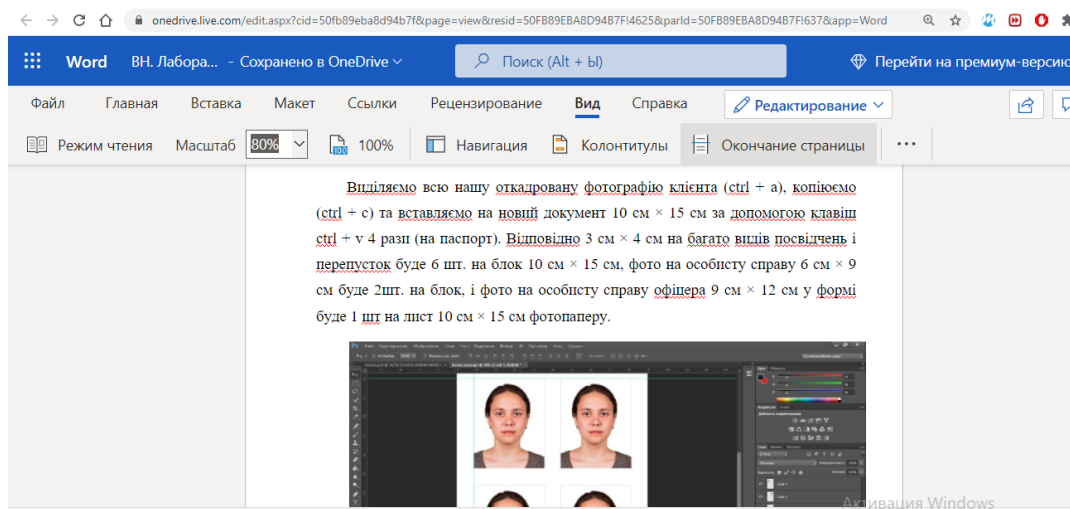 onedrive.live.com/edit.aspx?cid=50fb89eba8d94b7f&page=view&resid=50FB89EBA8D94B7F!4625&parId=50FB89EBA8D94B7F!637&app=Word
Word ВН. Лабора... - Сохранено в OneDrive Поиск (Alt + Ы) Перейти на премиум-версию
Файл Главная Вставка Макет Ссылки Рецензирование Вид Справка Редактирование
Режим чтения Масштаб 80% 100% Навигация Колонтитулы Окончание страницы ...
Виділяємо всю нашу откадровану фотографію клієнта (ctrl + a), копіюємо
(ctrl + c) та вставляємо на новий документ 10 см × 15 см за допомогою клавіш
ctrl + v 4 рази (на паспорт). Відповідно 3 см × 4 см на багато видів посвідчень і
перепусток буде 6 шт. на блок 10 см × 15 см, фото на особисту справу 6 см × 9
см буде 2шт. на блок, і фото на особисту справу офіцера 9 см × 12 см у формі
буде 1 шт на лист 10 см × 15 см фотопаперу.
Активация Windows